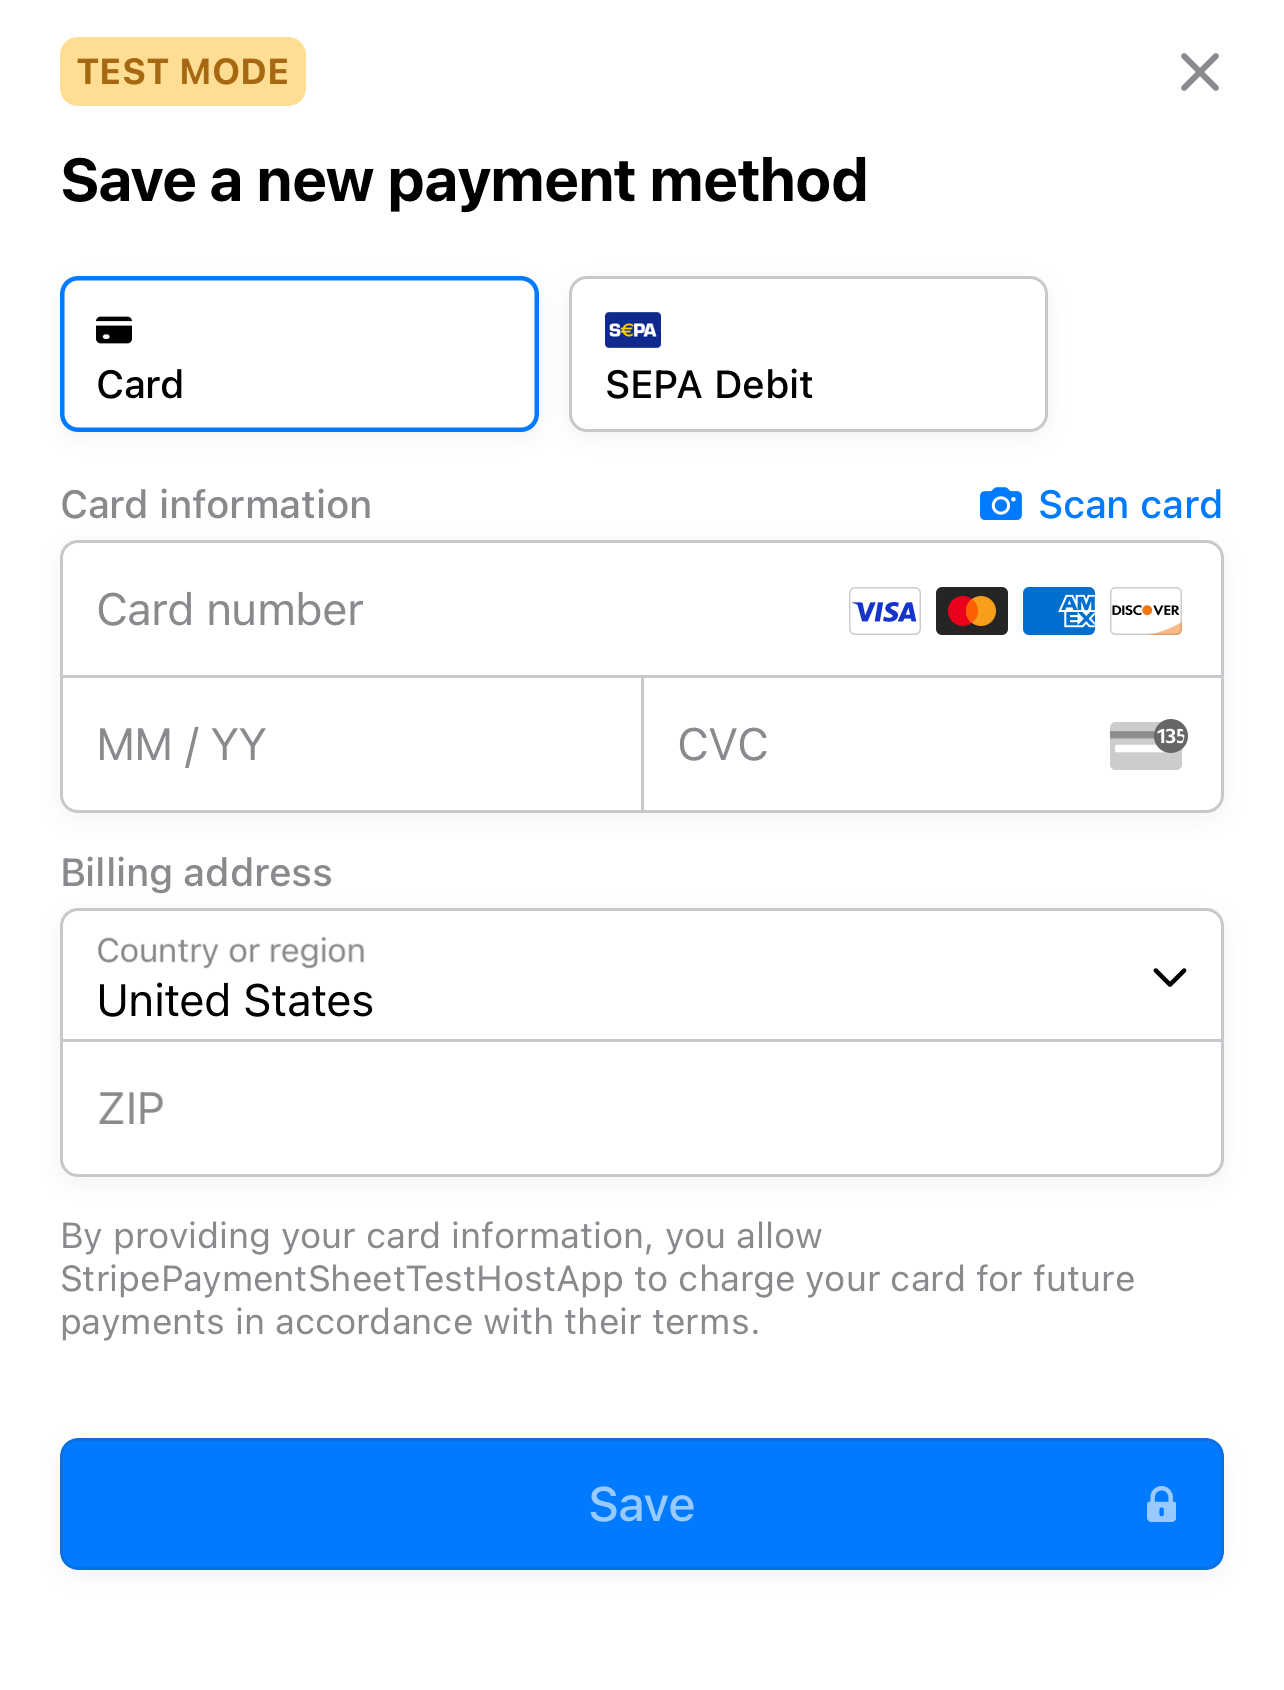 TEST MODE
Save a new payment method
Card
S€PA
SEPA Debit
Card information
Scan card
Card number
VISA
AM
EX
DISCOVER
MM / YY
CVC
135
Billing address
Country or region
United States
ZIP
By providing your card information, you allow
StripePaymentSheetTestHostApp to charge your card for future
payments in accordance with their terms.
Save